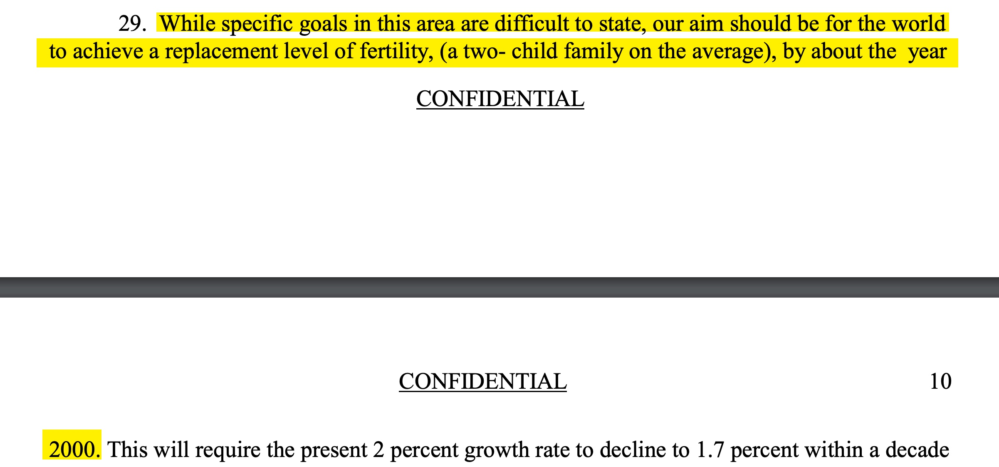 29. While specific goals in this area are difficult to state, our aim should be for the world
to achieve a replacement level of fertility, (a two- child family on the average), by about the  year
CONFIDENTIAL
CONFIDENTIAL 10
2000. This will require the present 2 percent growth rate to decline to 1.7 percent within a decade